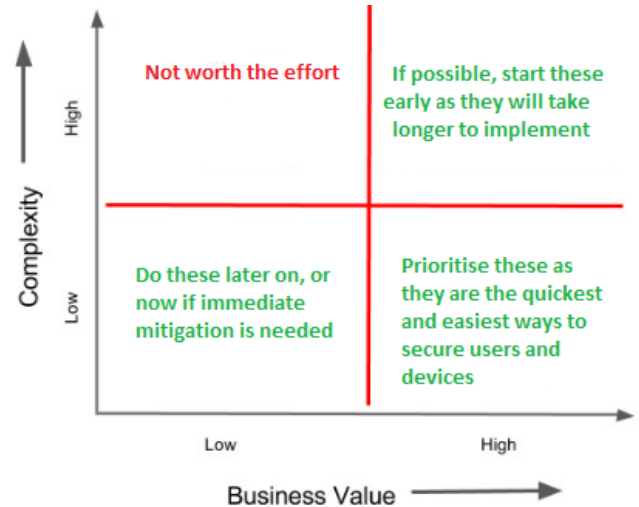 Complexity
High
Low
Not worth the effort
If possible, start these
early as they will take
longer to implement
Do these later on, or
now if immediate
mitigation is needed
Prioritise these as
they are the quickest
and easiest ways to
secure users and
devices
Low
High
Business Value